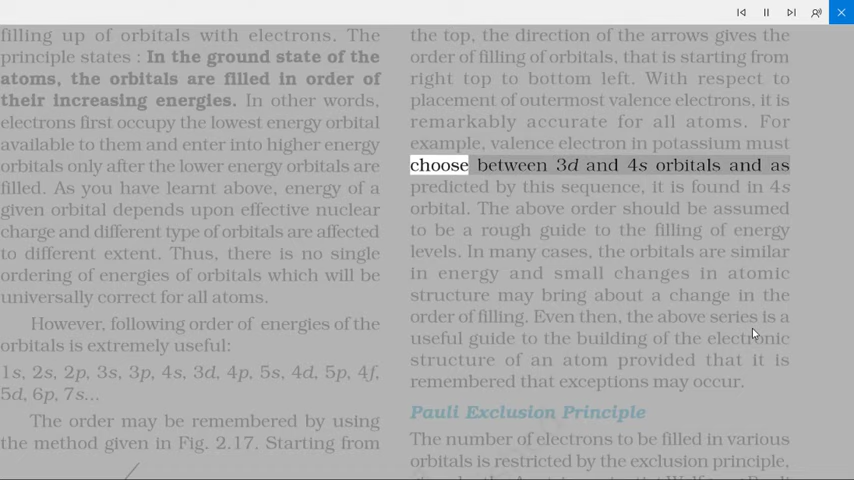 filling up of orbitals with electrons. The
principle states : In the ground state of the
atoms, the orbitals are filled in order of
their increasing energies. In other words,
electrons first occupy the lowest energy orbital
available to them and enter into higher energy
orbitals only after the lower energy orbitals are
filled. As you have learnt above, energy of a
given orbital depends upon effective nuclear
charge and different type of orbitals are affected
to different extent. Thus, there is no single
ordering of energies of orbitals which will be
universally correct for all atoms.
However, following order of energies of the
orbitals is extremely useful:
1s, 2s, 2p, 3s, 3p, 4s, 3d, 4p, 5s, 4d, 5p, 4f,
5d, 6p, 7s...
The order may be remembered by using
the method given in Fig. 2.17. Starting from
the top, the direction of the arrows gives the
order of filling of orbitals, that is starting from
right top to bottom left. With respect to
placement of outermost valence electrons, it is
remarkably accurate for all atoms. For
example, valence electron in potassium must
choose between 3d and 4s orbitals and as
predicted by this sequence, it is found in 4s
orbital. The above order should be assumed
to be a rough guide to the filling of energy
levels. In many cases, the orbitals are similar
in energy and small changes in atomic
structure may bring about a change in the
order of filling. Even then, the above series is a
useful guide to the building of the electronic
structure of an atom provided that it is
remembered that exceptions may occur.
Pauli Exclusion Principle
The number of electrons to be filled in various
orbitals is restricted by the exclusion principle,